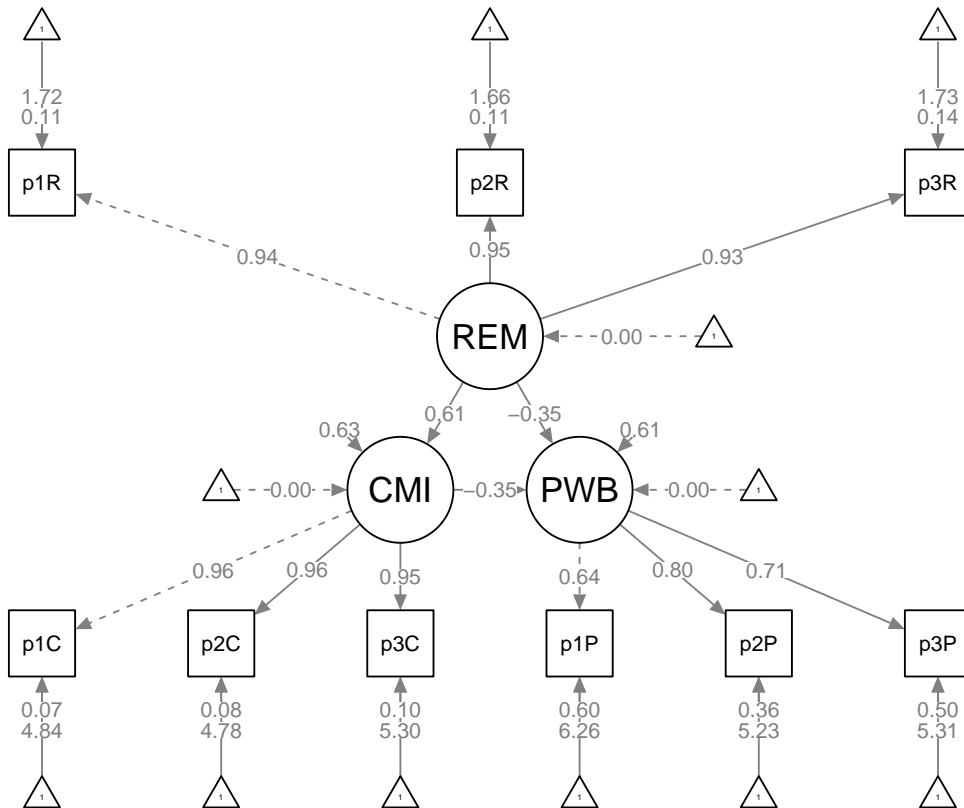 1 1 1
1.72 1.66 1.73
0.11 0.11 0.14
p1R p2R p3R
0.94 0.95 0.93
REM 0.00 1
0.61 −0.35
0.63 0.61
1 -0.00 CMI −0.35 PWB -0.00 1
0.96 0.96 0.95 0.64 0.80 0.71
p1C p2C p3C p1P p2P p3P
0.07 0.08 0.10 0.60 0.36 0.50
4.84 4.78 5.30 6.26 5.23 5.31
1 1 1 1 1 1